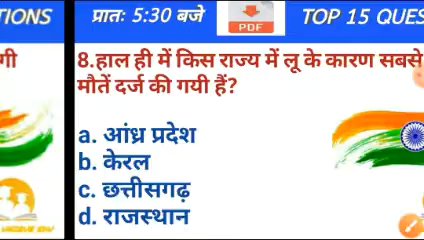 TIONS
प्रातः 5:30 बजे
PDF
TOP 15 QUES
गी
8.हाल ही में किस राज्य में लू के कारण सबसे
मौतें दर्ज की गयी हैं?
a. आंध्र प्रदेश
b. केरल
c. छत्तीसगढ़
d. राजस्थान